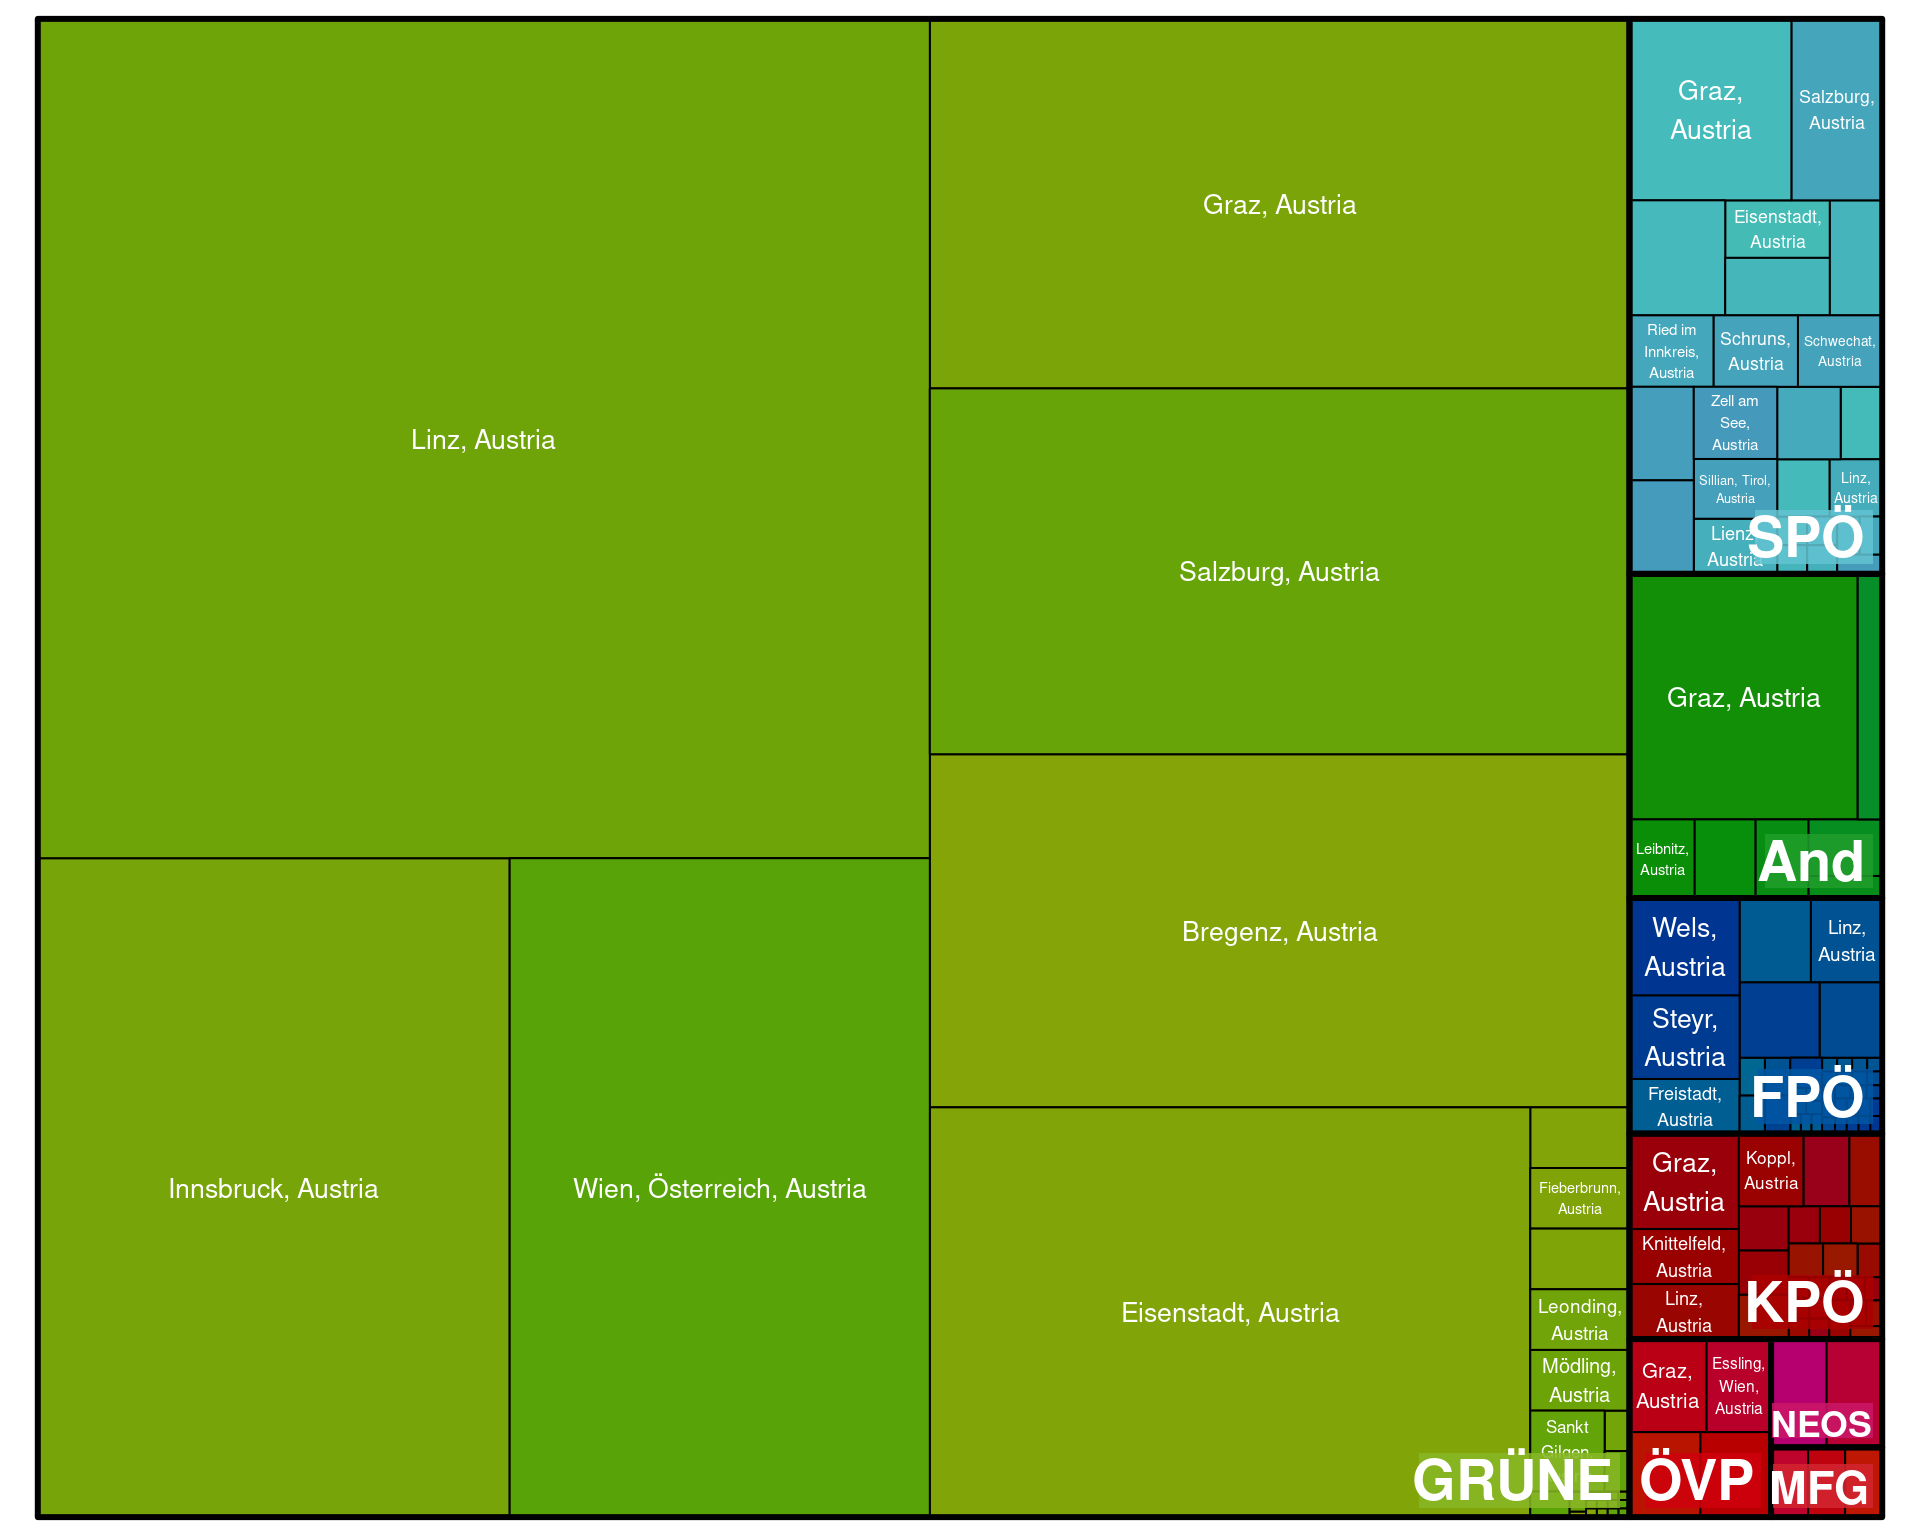 Linz, Austria
Innsbruck, Austria
Wien, Österreich, Austria
Graz, Austria
Salzburg, Austria
Bregenz, Austria
Eisenstadt, Austria
Fieberbrunn,
Austria
Leonding,
Austria
Mödling,
Austria
Sankt
Gilgen,
GRÜNE
Graz,
Austria
Salzburg,
Austria
Eisenstadt,
Austria
Ried im
Innkreis,
Austria
Schruns,
Austria
Schwechat,
Austria
Zell am
See,
Austria
Sillian, Tirol,
Austria
Linz,
Austria
Lienz,
Austria
SPÖ
Graz, Austria
Leibnitz,
Austria
And
Wels,
Austria
Linz,
Austria
Steyr,
Austria
Freistadt,
Austria
FPÖ
Graz,
Austria
Koppl,
Austria
Knittelfeld,
Austria
Linz,
Austria
KPÖ
Graz,
Austria
Essling,
Wien,
Austria
ÖVP
NEOS
MFG